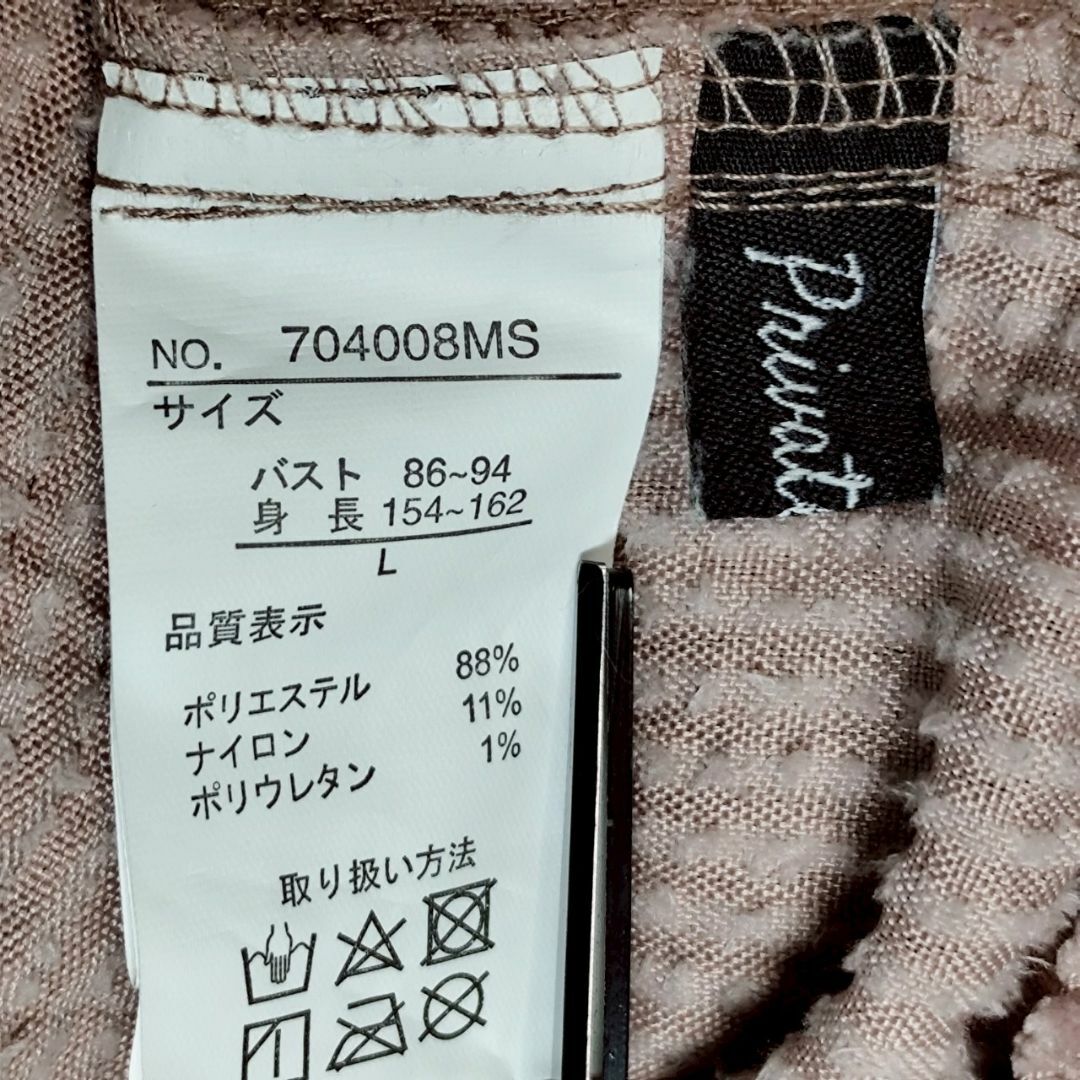 NO. 704008MS
サイズ
バスト 86~94
身 長 154~162
L
品質表示
ポリエステル 88%
ナイロン 11%
ポリウレタン 1%
取り扱い方法